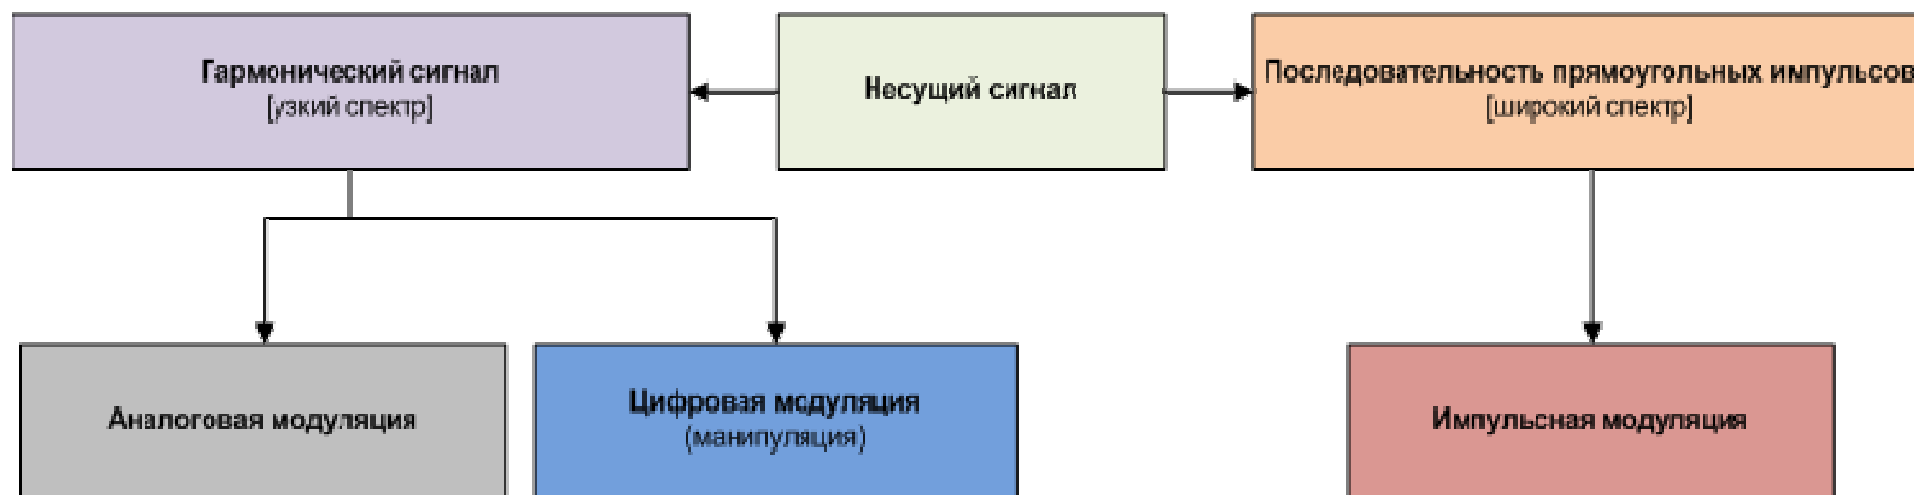 Гармонический сигнал
[узкий спектр]
Несущий сигнал
Последовательность прямоугольных импульсов
[широкий спектр]
Аналоговая модуляция
Цифровая модуляция
(манипуляция)
Импульсная модуляция